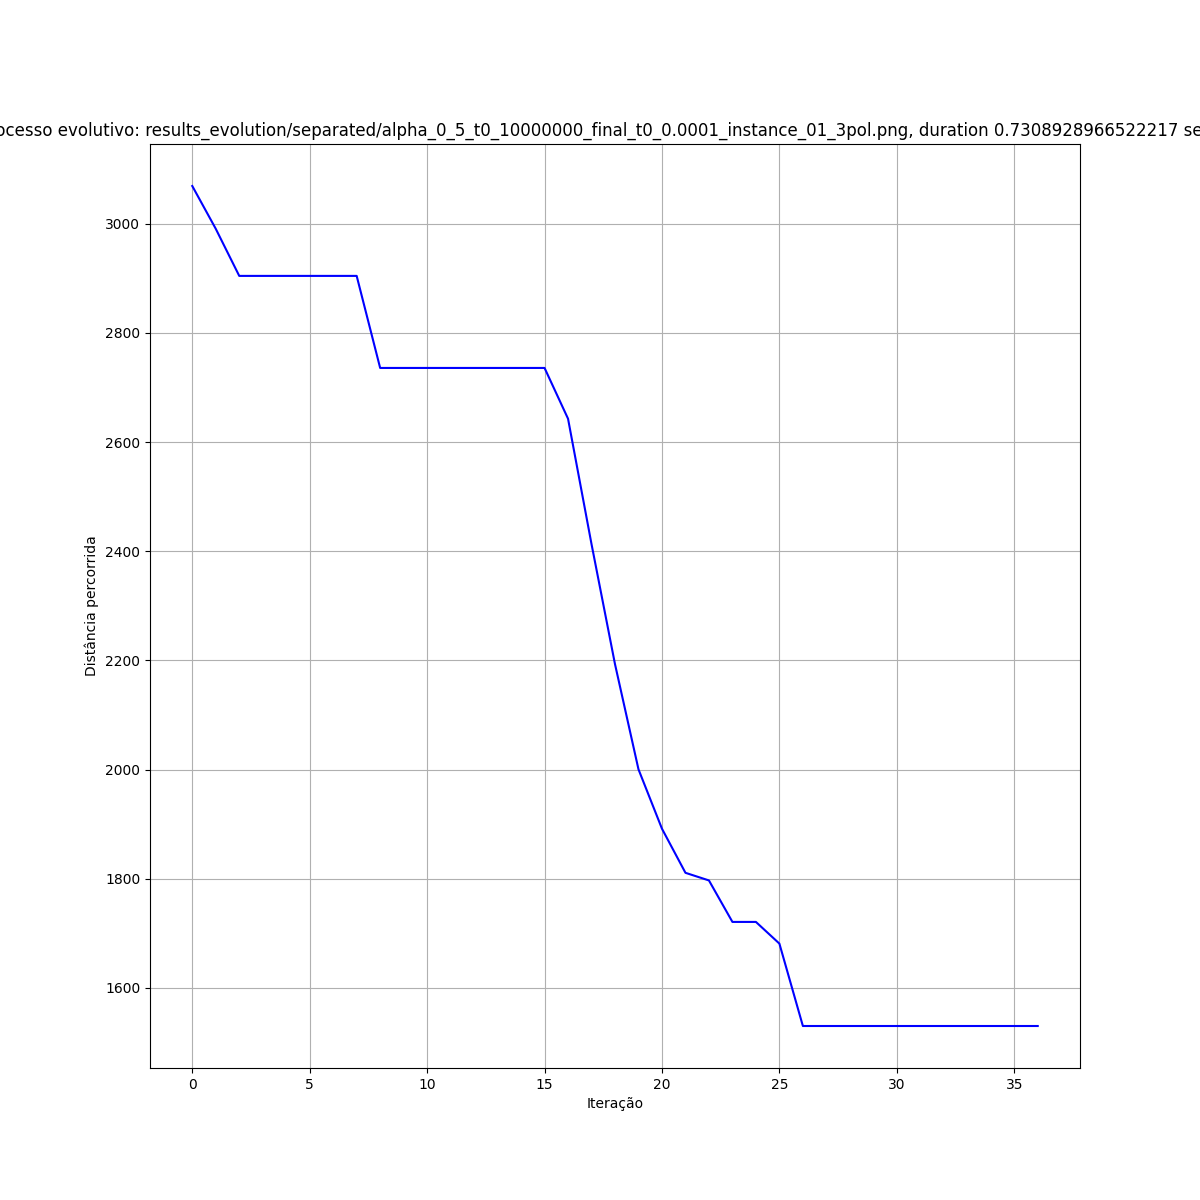 ocesso evolutivo: results_evolution/separated/alpha_0_5_t0_10000000_final_t0_0.0001_instance_01_3pol.png, duration 0.7308928966522217 se
3000
2800
2600
2400
2200
2000
1800
1600
Distância percorrida
0 5 10 15 20 25 30 35
Iteração